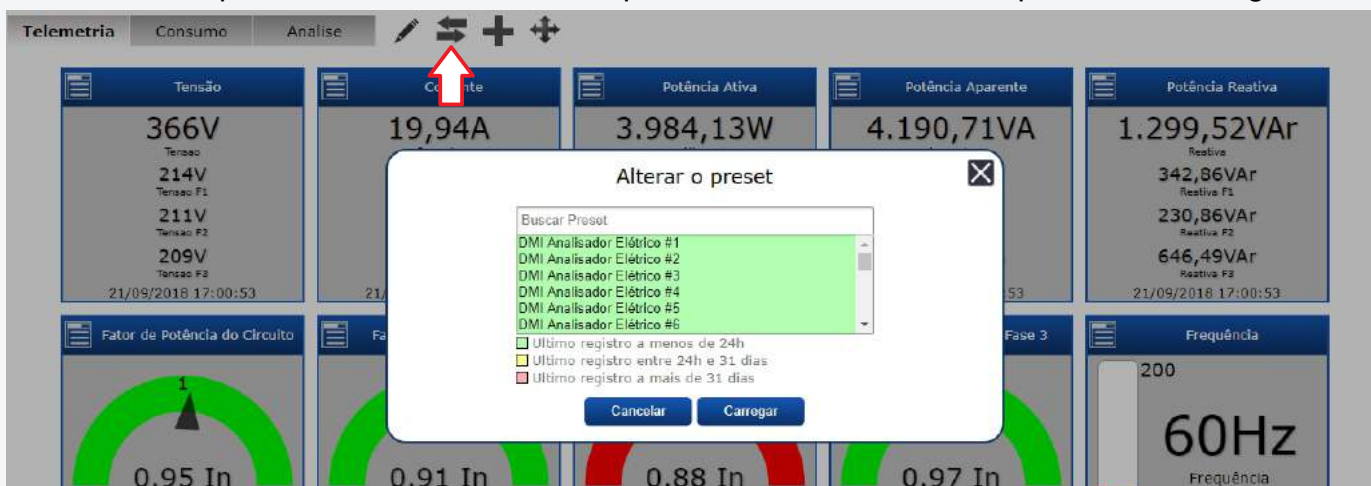 Telemetria Consumo Analise
Tensão
366V
Tensao
214V
Tensao F1
211V
Tensao F2
209V
Tensao F3
21/09/2018 17:00:53
19,94A
21/
Potência Ativa
3.984,13W
Potência Aparente
4.190,71VA
:53
Potência Reativa
1.299,52VAr
Reativa
342,86VAr
Reativa F1
230,86VAr
Reativa F2
646,49VAr
Reativa F3
21/09/2018 17:00:53
Alterar o preset
Buscar Preset
DMI Analisador Elétrico #1
DMI Analisador Elétrico #2
DMI Analisador Elétrico #3
DMI Analisador Elétrico #4
DMI Analisador Elétrico #5
DMI Analisador Elétrico #6
Ultimo registro a menos de 24h
Ultimo registro entre 24h e 31 dias
Ultimo registro a mais de 31 dias
Cancelar Carregar
Fator de Potência do Circuito
1
0.95 In
Fa
0.91 In
0.88 In
Fase 3
0.97 In
Frequência
200
60Hz
Frequência